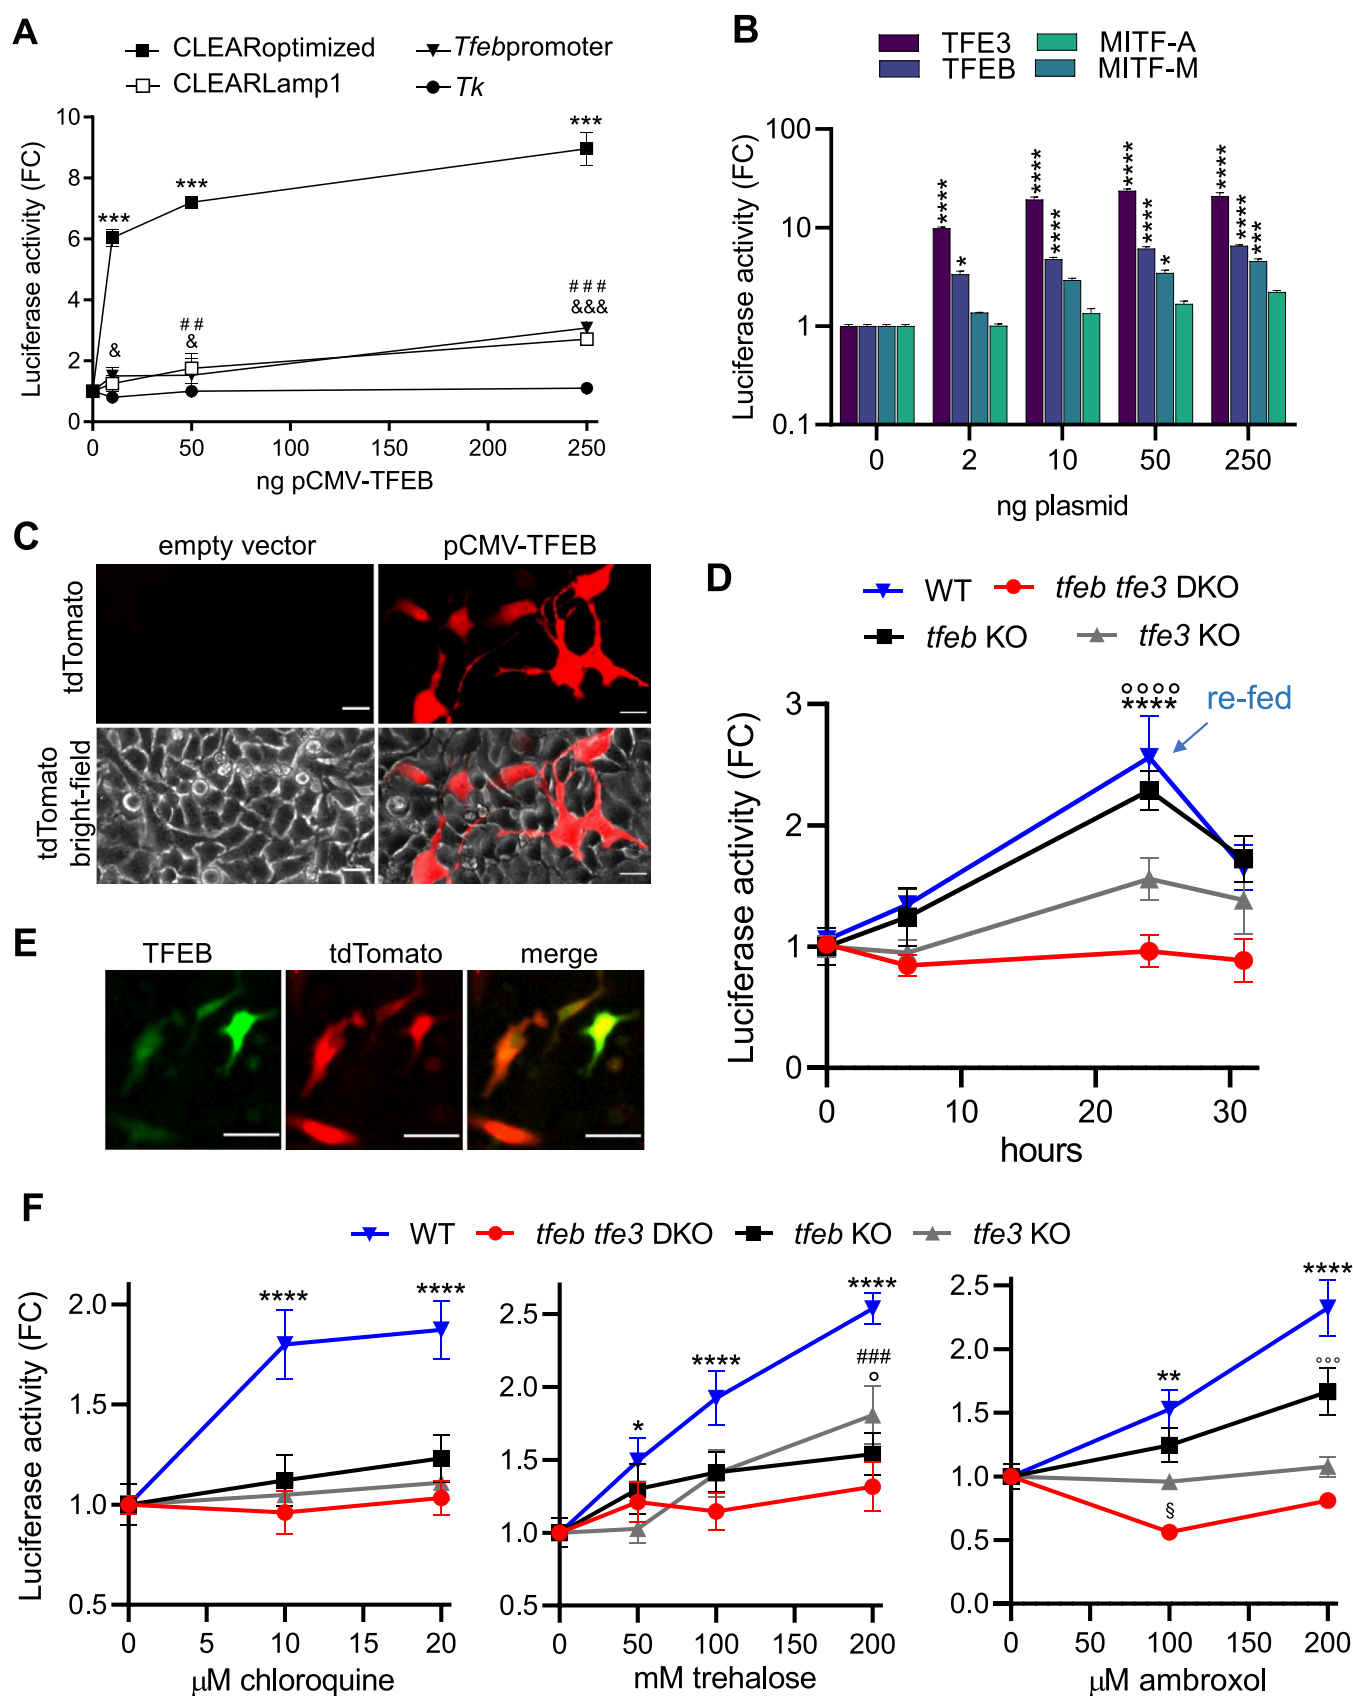 A
CLEARoptimized
Tfebpromoter
CLEARLamp1
Tk
Luciferase activity (FC)
10
8
6
4
2
0
***
***
***
&
##
&
###
&&&
0 50 100 150 200 250
ng pCMV-TFEB
B
TFE3 MITF-A
TFEB MITF-M
Luciferase activity (FC)
100
10
1
0.1
**** *
**** ****
**** **** *
**** **** ***
0 2 10 50 250
ng plasmid
C
empty vector pCMV-TFEB
tdTomato
tdTomato
bright-field
D
WT tfeb tfe3 DKO
tfeb KO tfe3 KO
Luciferase activity (FC)
3
2
1
0
°°°°
****
re-fed
0 10 20 30
hours
E
TFEB tdTomato merge
F
WT tfeb tfe3 DKO tfeb KO tfe3 KO
Luciferase activity (FC)
2.0
1.5
1.0
0.5
**** ****
0 5 10 15 20
µM chloroquine
2.5
2.0
1.5
1.0
0.5
*
****
****
###
°
0 50 100 150 200
mM trehalose
2.5
2.0
1.5
1.0
0.5
0.0
**
****
°°°
§
0 50 100 150 200
µM ambroxol